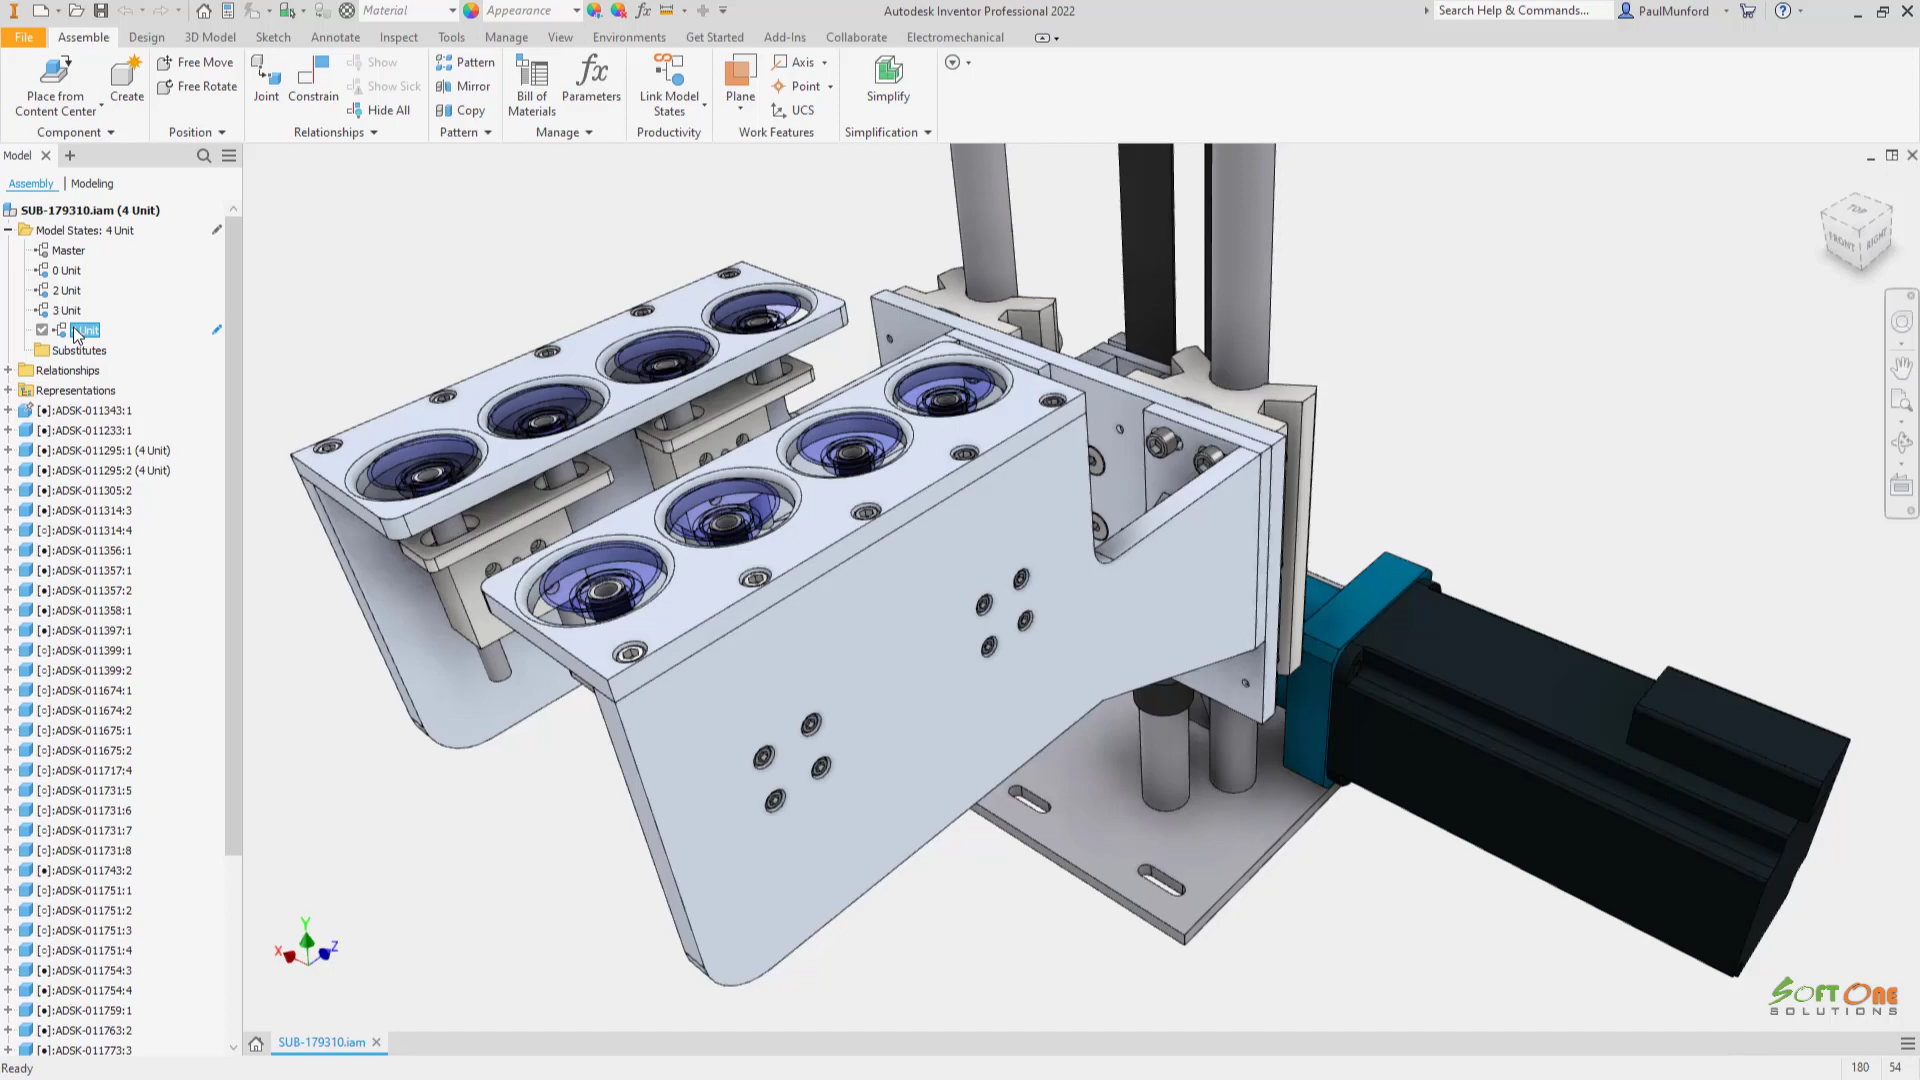 Material
Appearance
fx
Autodesk Inventor Professional 2022
Search Help & Commands...
PaulMunford
File
Assemble
Design
3D Model
Sketch
Annotate
Inspect
Tools
Manage
View
Environments
Get Started
Add-Ins
Collaborate
Electromechanical
Place from
Content Center
Create
Component
Free Move
Free Rotate
Position
Joint
Constrain
Show
Show Sick
Hide All
Relationships
Pattern
Mirror
Copy
Pattern
Bill of
Materials
fx
Parameters
Manage
Link Model
States
Productivity
Plane
Axis
Point
UCS
Work Features
Simplify
Simplification
Model
Assembly | Modeling
SUB-179310.iam (4 Unit)
Model States: 4 Unit
Master
0 Unit
2 Unit
3 Unit
Unit
Substitutes
Relationships
Representations
[●]:ADSK-011343:1
[●]:ADSK-011233:1
[●]:ADSK-011295:1 (4 Unit)
[●]:ADSK-011295:2 (4 Unit)
[●]:ADSK-011305:2
[●]:ADSK-011314:3
[○]:ADSK-011314:4
[●]:ADSK-011356:1
[●]:ADSK-011357:1
[●]:ADSK-011357:2
[●]:ADSK-011358:1
[●]:ADSK-011397:1
[○]:ADSK-011399:1
[○]:ADSK-011399:2
[○]:ADSK-011674:1
[○]:ADSK-011674:2
[○]:ADSK-011675:1
[○]:ADSK-011675:2
[○]:ADSK-011717:4
[○]:ADSK-011731:5
[○]:ADSK-011731:6
[○]:ADSK-011731:7
[○]:ADSK-011731:8
[●]:ADSK-011743:2
[○]:ADSK-011751:1
[○]:ADSK-011751:2
[○]:ADSK-011751:3
[○]:ADSK-011751:4
[●]:ADSK-011754:3
[●]:ADSK-011754:4
[●]:ADSK-011759:1
[●]:ADSK-011763:2
[●]:ADSK-011773:3
TOP
FRONT
RIGHT
Y
X
Z
SOFT ONE
SOLUTIONS
SUB-179310.iam
Ready
180
54